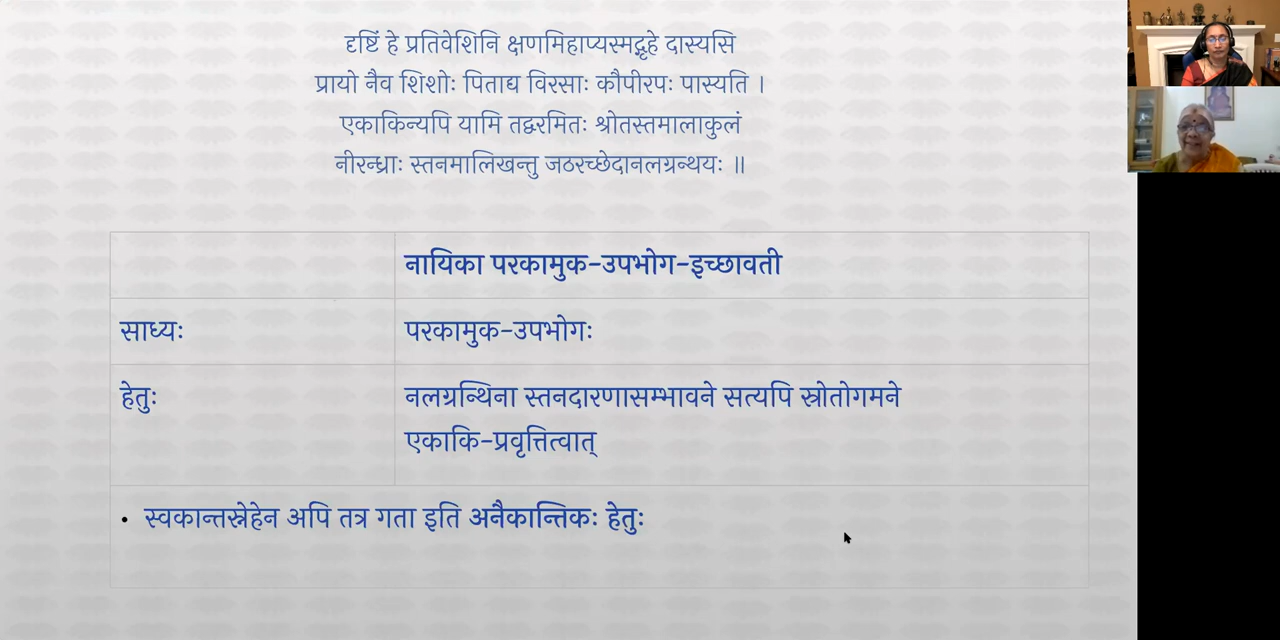 दृष्टिं हे प्रतिवेशिनि क्षणमिहाप्यस्मद्गृहे दास्यसि
प्रायो नैव शिशोः पिताद्य विरसाः कौपीरपः पास्यति ।
एकाकिन्यपि यामि तद्वरमितः श्रोतस्तमालाकुलं
नीरन्ध्राः स्तनमालिखन्तु जठरच्छेदानलग्रन्थयः ॥
नायिका परकामुक-उपभोग-इच्छावती
साध्यः
परकामुक-उपभोगः
हेतुः
नलग्रन्थिना स्तनदारणासम्भावने सत्यपि स्रोतोगमने
एकाकि-प्रवृत्तित्वात्
• स्वकान्तस्नेहेन अपि तत्र गता इति अनैकान्तिकः हेतुः